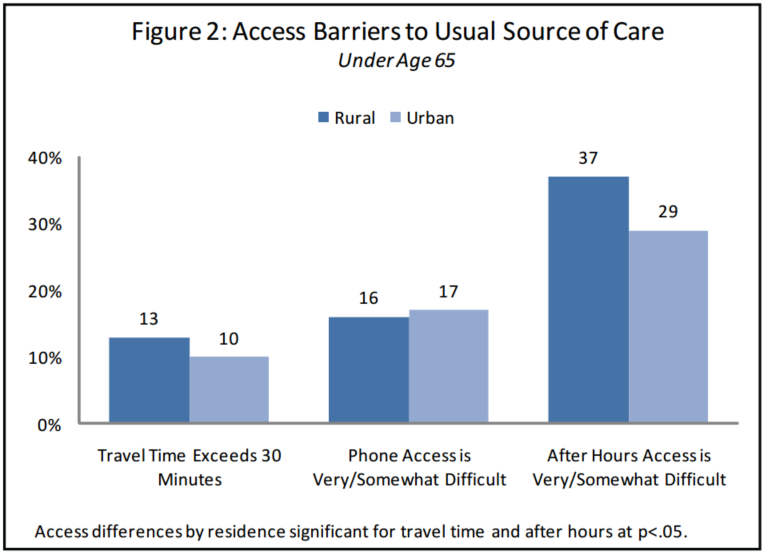 Figure 2: Access Barriers to Usual Source of Care
Under Age 65
Rural Urban
40%
30%
20%
10%
0%
13
10
16
17
37
29
Travel Time Exceeds 30
Minutes
Phone Access is
Very/Somewhat Difficult
After Hours Access is
Very/Somewhat Difficult
Access differences by residence significant for travel time and after hours at p<.05.